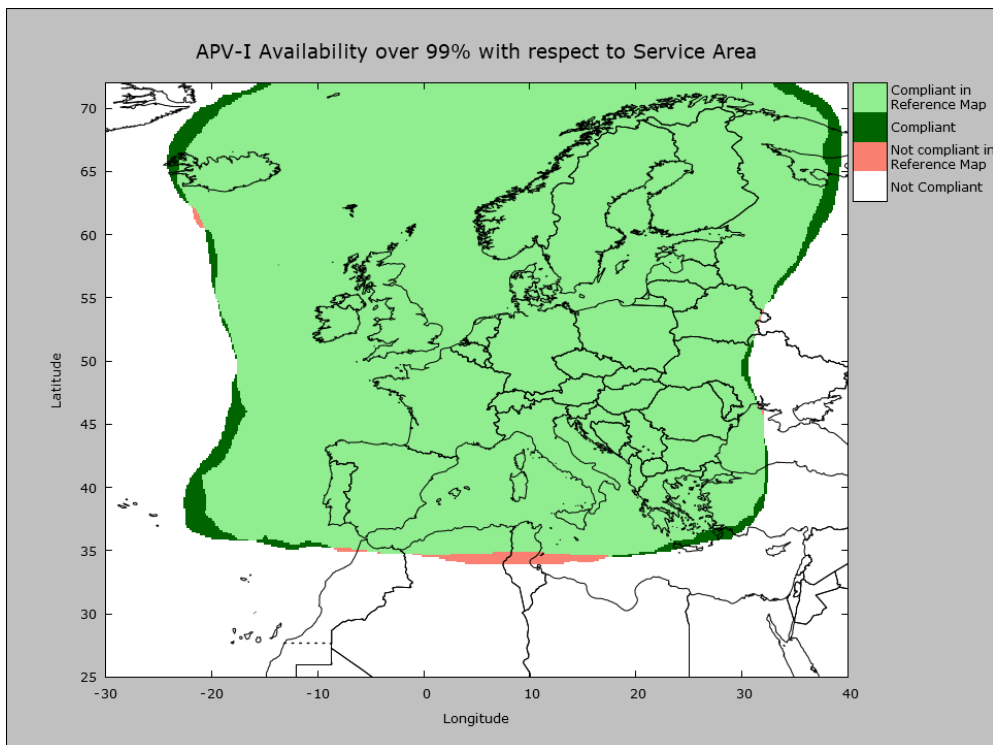 APV-I Availability over 99% with respect to Service Area
Compliant in
Reference Map
Compliant
Not compliant in
Reference Map
Not Compliant
70
65
60
55
50
45
40
35
30
25
Latitude
-30
-20
-10
0
10
20
30
40
Longitude